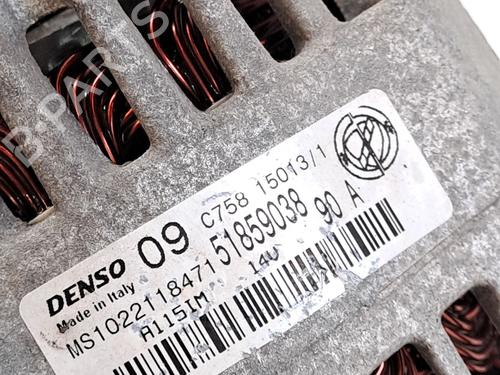 B-PARTS
DENSO 09 C758 15013/1
Made in Italy 51859038 90 A
MS1022118471 14V
A115IM